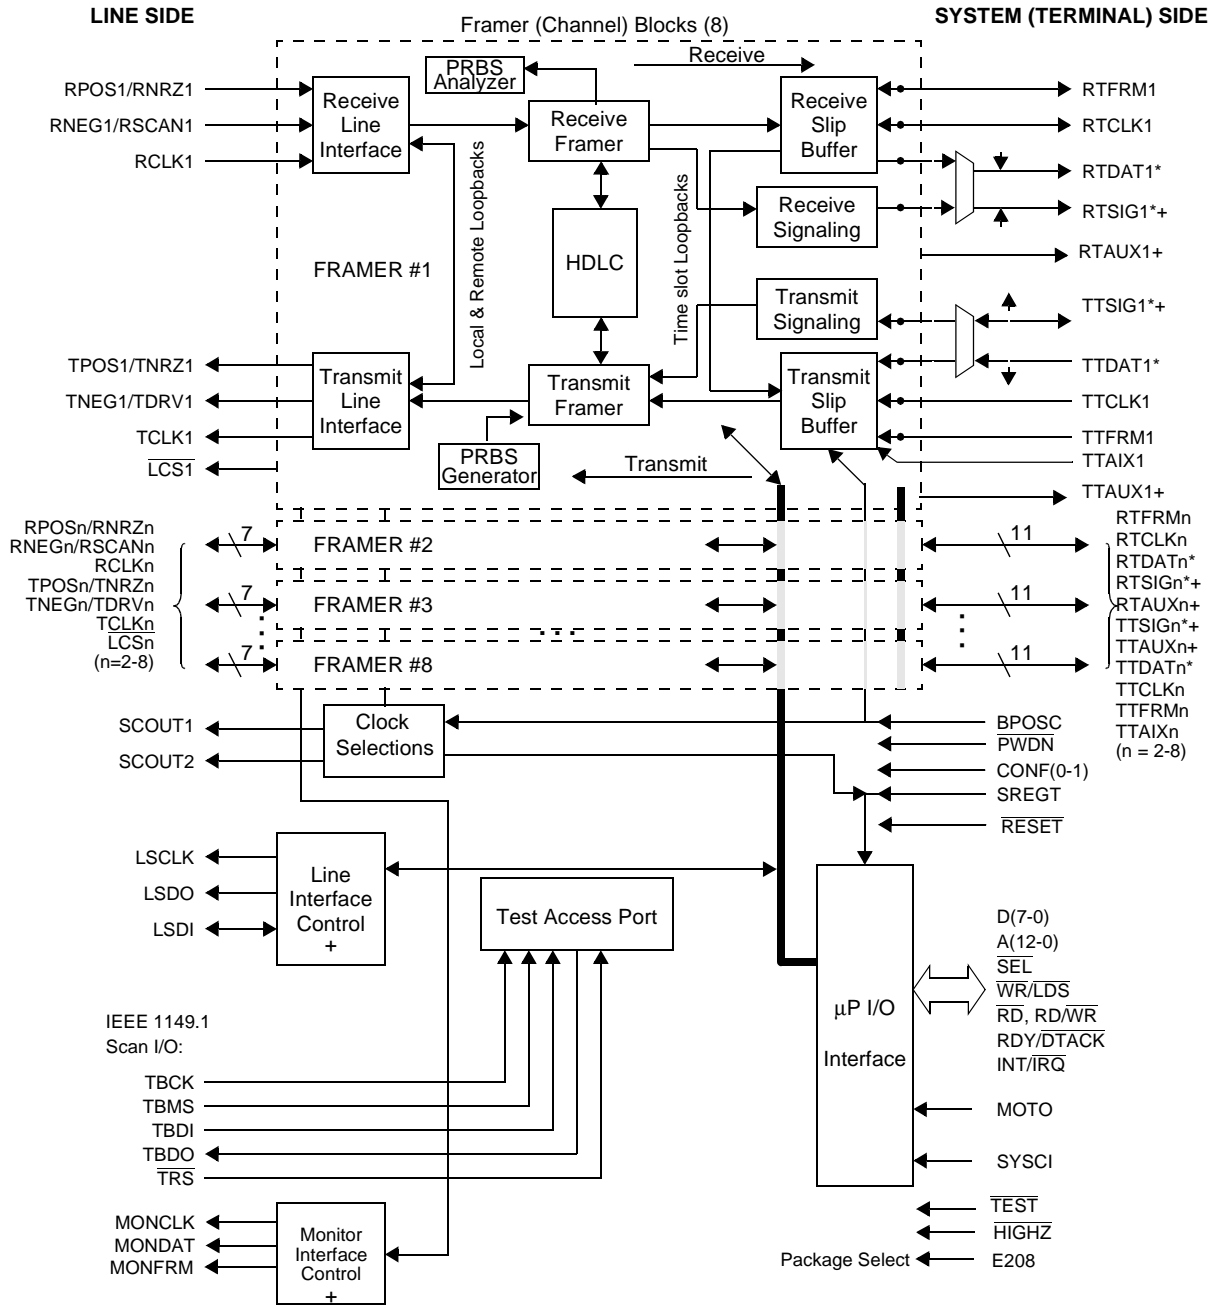 LINE SIDE
SYSTEM (TERMINAL) SIDE
Framer (Channel) Blocks (8)
Receive
PRBS
Analyzer
RPOS1/RNRZ1
RNEG1/RSCAN1
RCLK1
Receive
Line
Interface
Receive
Framer
Receive
Slip
Buffer
RTFRM1
RTCLK1
RTDAT1*
RTSIG1*+
RTAUX1+
Receive
Signaling
Local & Remote Loopbacks
Time slot Loopbacks
HDLC
FRAMER #1
Transmit
Signaling
TTSIG1*+
TTDAT1*
TTCLK1
TTFRM1
TTAIX1
TTAUX1+
TPOS1/TNRZ1
TNEG1/TDRV1
TCLK1
LCS1
Transmit
Line
Interface
Transmit
Framer
Transmit
Slip
Buffer
PRBS
Generator
Transmit
RPOSn/RNRZn
RNEGn/RSCANn
RCLKn
TPOSn/TNRZn
TNEGn/TDRVn
TCLKn
LCSn
(n=2-8)
7
FRAMER #2
11
7
FRAMER #3
11
7
FRAMER #8
11
RTFRMn
RTCLKn
RTDATn*
RTSIGn*+
RTAUXn+
TTSIGn*+
TTAUXn+
TTDATn*
TTCLKn
TTFRMn
TTAIXn
(n = 2-8)
SCOUT1
SCOUT2
Clock
Selections
BPOSC
PWDN
CONF(0-1)
SREGT
RESET
LSCLK
LSDO
LSDI
Line
Interface
Control
+
Test Access Port
µP I/O
Interface
D(7-0)
A(12-0)
SEL
WR/LDS
RD, RD/WR
RDY/DTACK
INT/IRQ
MOTO
SYSCI
IEEE 1149.1
Scan I/O:
TBCK
TBMS
TBDI
TBDO
TRS
TEST
HIGHZ
Package Select
E208
MONCLK
MONDAT
MONFRM
Monitor
Interface
Control
+